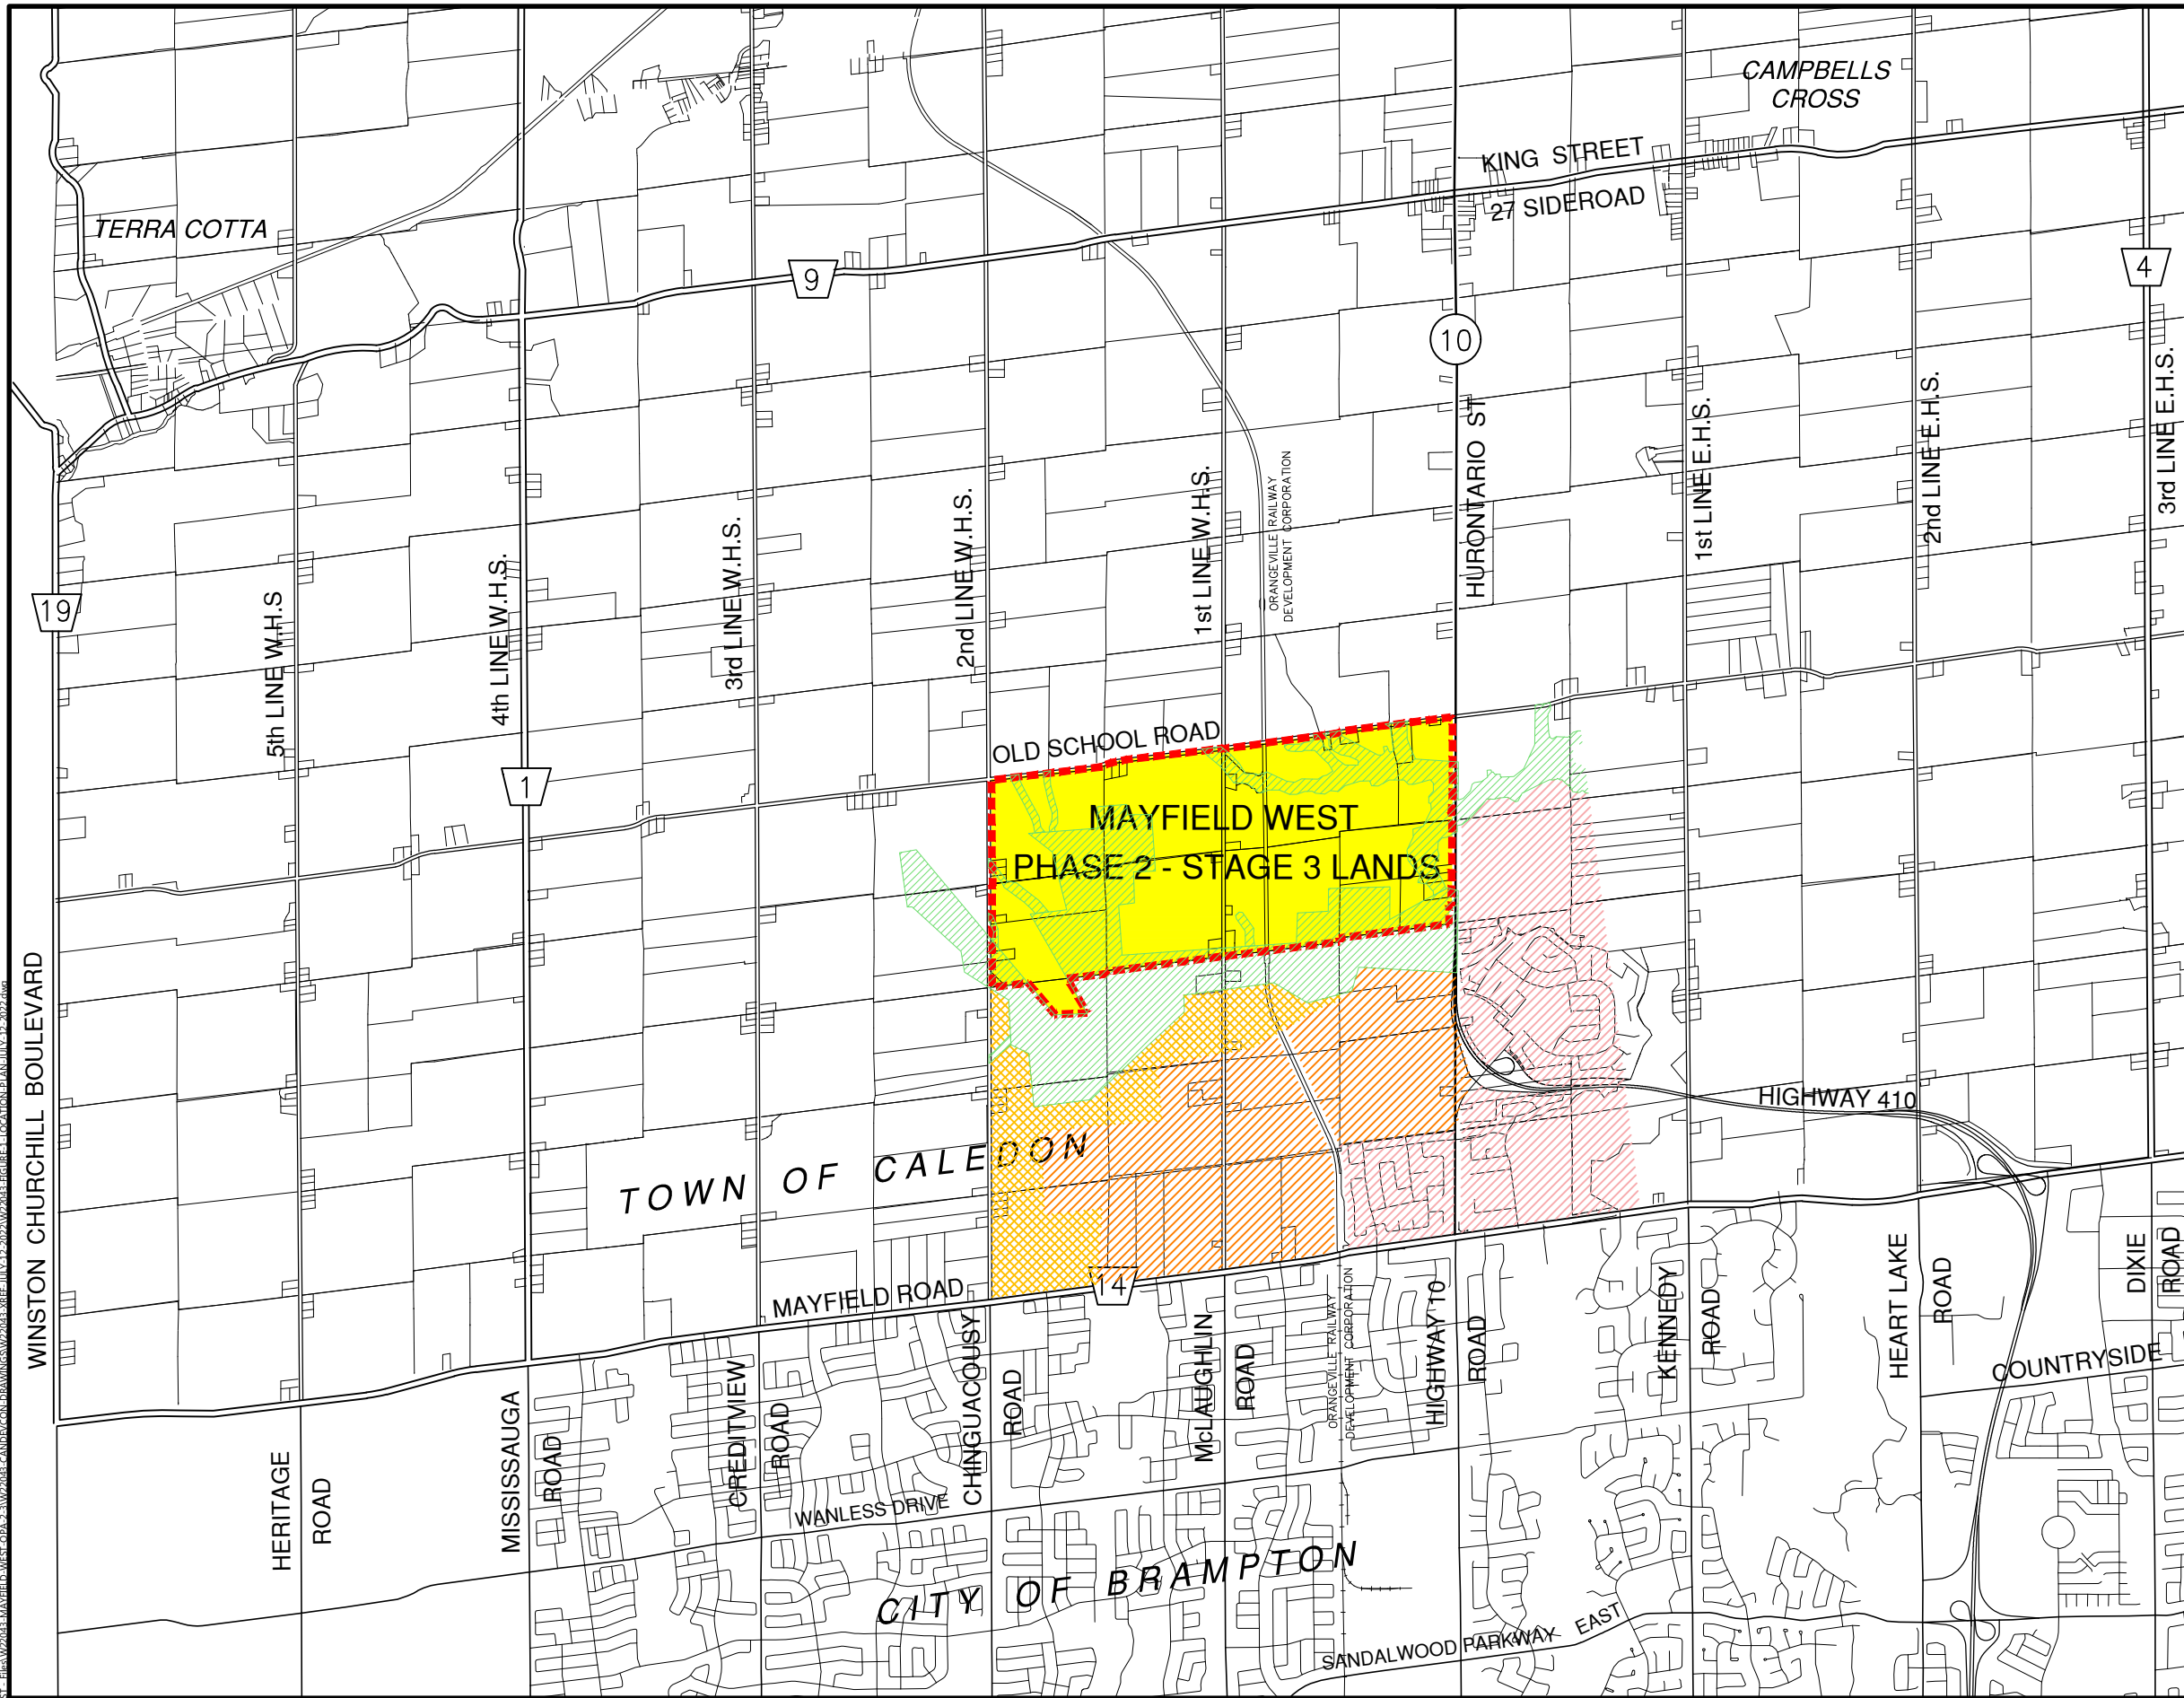 CAMPBELLS
CROSS
KING STREET
27 SIDEROAD
TERRA COTTA
9
4
10
19
1
14
5th LINE W.H.S
4th LINE W.H.S.
3rd LINE W.H.S.
2nd LINE W.H.S.
1st LINE W.H.S.
ORANGEVILLE RAILWAY
DEVELOPMENT CORPORATION
HURONTARIO ST
1st LINE E.H.S.
2nd LINE E.H.S.
3rd LINE E.H.S.
OLD SCHOOL ROAD
MAYFIELD WEST
PHASE 2 - STAGE 3 LANDS
WINSTON CHURCHILL BOULEVARD
HIGHWAY 410
TOWN OF CALEDON
MAYFIELD ROAD
HERITAGE
ROAD
MISSISSAUGA
ROAD
CREDITVIEW
ROAD
CHINGUACOUSY
ROAD
McLAUGHLIN
ROAD
ORANGEVILLE RAILWAY
DEVELOPMENT CORPORATION
HIGHWAY 10
ROAD
KENNEDY
ROAD
HEART LAKE
ROAD
DIXIE
ROAD
COUNTRYSIDE
WANLESS DRIVE
CITY OF BRAMPTON
SANDALWOOD PARKWAY EAST